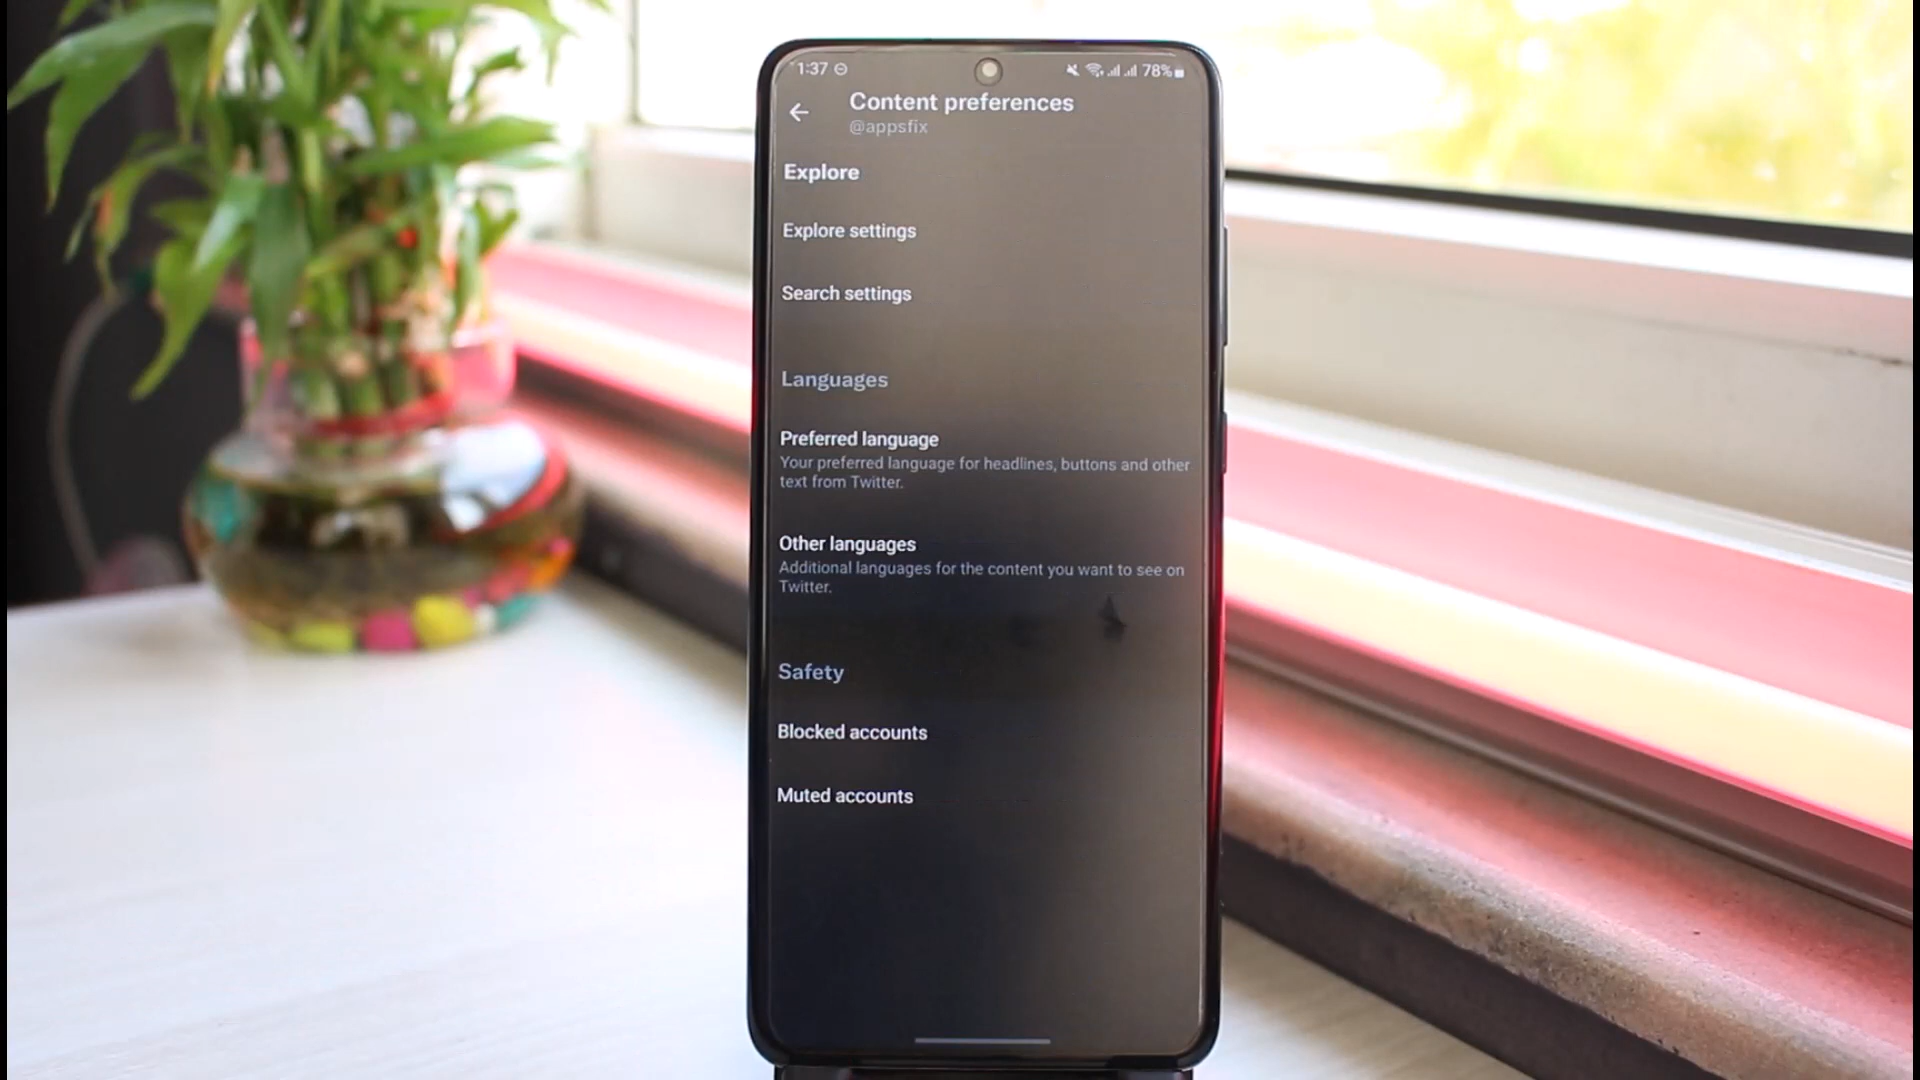 1:37
78%
Content preferences
@appsfix
Explore
Explore settings
Search settings
Languages
Preferred language
Your preferred language for headlines, buttons and other
text from Twitter.
Other languages
Additional languages for the content you want to see on
Twitter.
Safety
Blocked accounts
Muted accounts